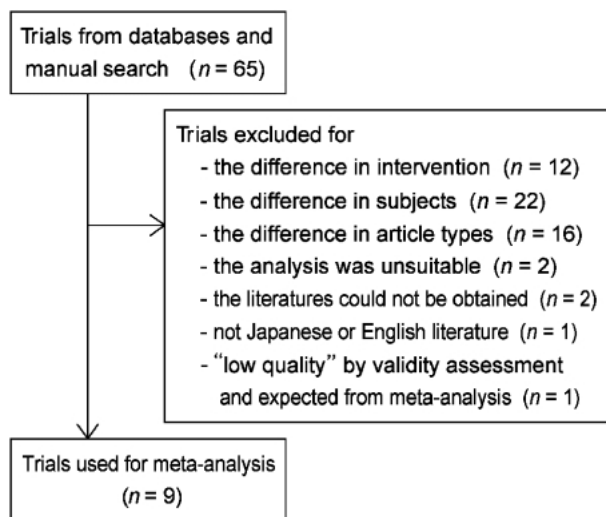 Trials from databases and
manual search (n = 65)
Trials excluded for
- the difference in intervention (n = 12)
- the difference in subjects (n = 22)
- the difference in article types (n = 16)
- the analysis was unsuitable (n = 2)
- the literatures could not be obtained (n = 2)
- not Japanese or English literature (n = 1)
- “low quality” by validity assessment
and expected from meta-analysis (n = 1)
Trials used for meta-analysis
(n = 9)